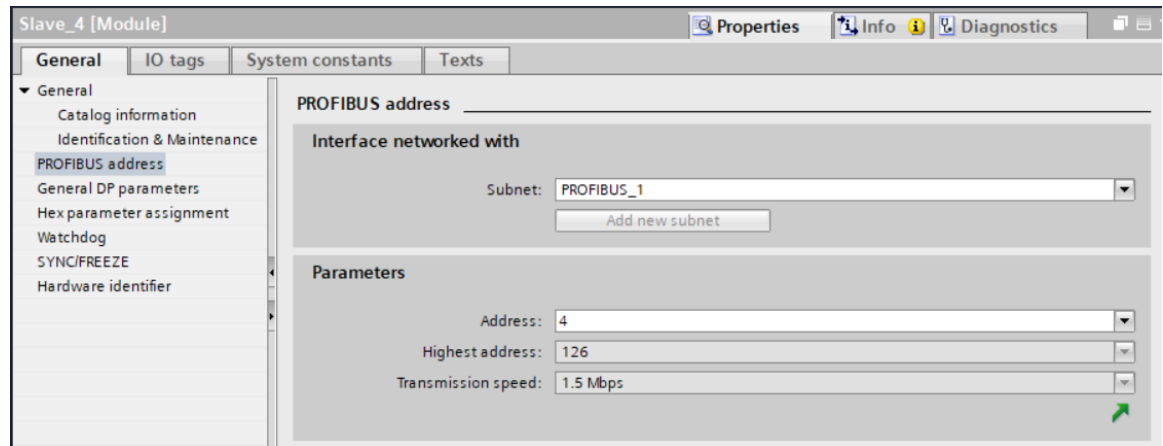 Slave_4 [Module]
Properties
Info
Diagnostics
General
IO tags
System constants
Texts
General
Catalog information
Identification & Maintenance
PROFIBUS address
General DP parameters
Hex parameter assignment
Watchdog
SYNC/FREEZE
Hardware identifier
PROFIBUS address
Interface networked with
Subnet: PROFIBUS_1
Add new subnet
Parameters
Address: 4
Highest address: 126
Transmission speed: 1.5 Mbps